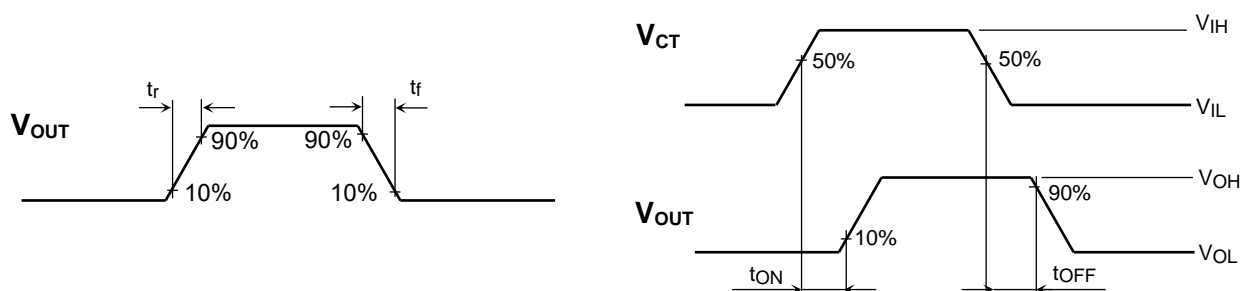 tr
tf
VOUT
90%
90%
10%
10%
VCT
50%
50%
VIH
VIL
VOUT
10%
90%
VOH
VOL
tON
tOFF